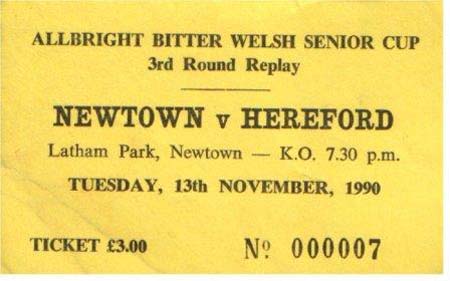 ALLBRIGHT BITTER WELSH SENIOR CUP
3rd Round Replay
NEWTOWN v HEREFORD
Latham Park, Newtown — K.O. 7.30 p.m.
TUESDAY, 13th NOVEMBER, 1990
TICKET £3.00 Nº 000007